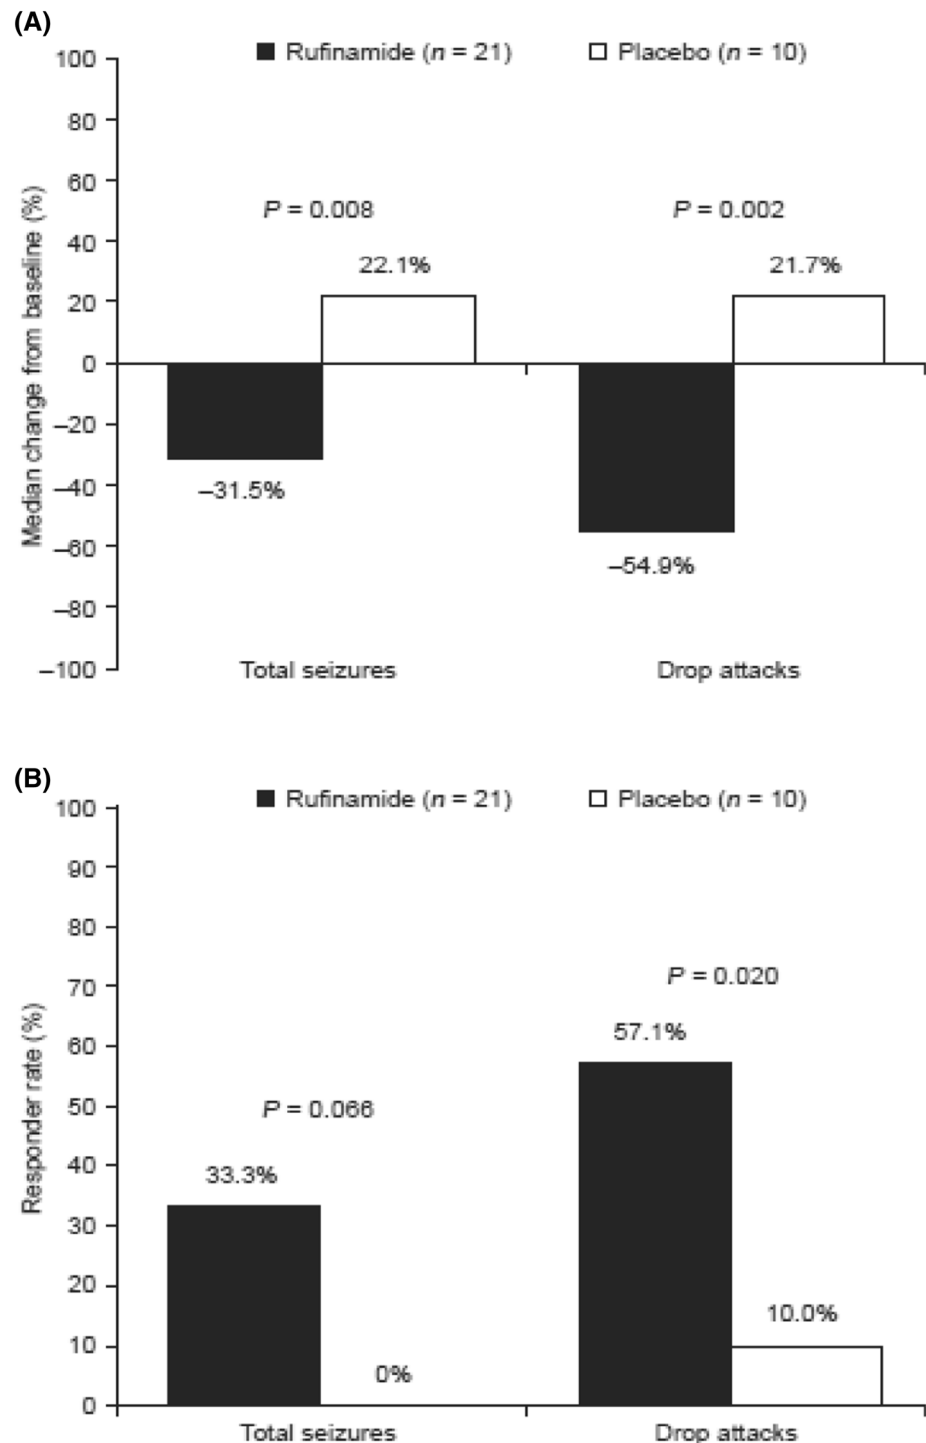 (A)
Rufinamide (n = 21) Placebo (n = 10)
Median change from baseline (%)
100
80
60
40
20
0
–20
–40
–60
–80
–100
P = 0.008
P = 0.002
22.1%
21.7%
–31.5%
–54.9%
Total seizures
Drop attacks
(B)
Rufinamide (n = 21) Placebo (n = 10)
Responder rate (%)
100
90
80
70
60
50
40
30
20
10
0
P = 0.020
57.1%
P = 0.066
33.3%
10.0%
0%
Total seizures
Drop attacks